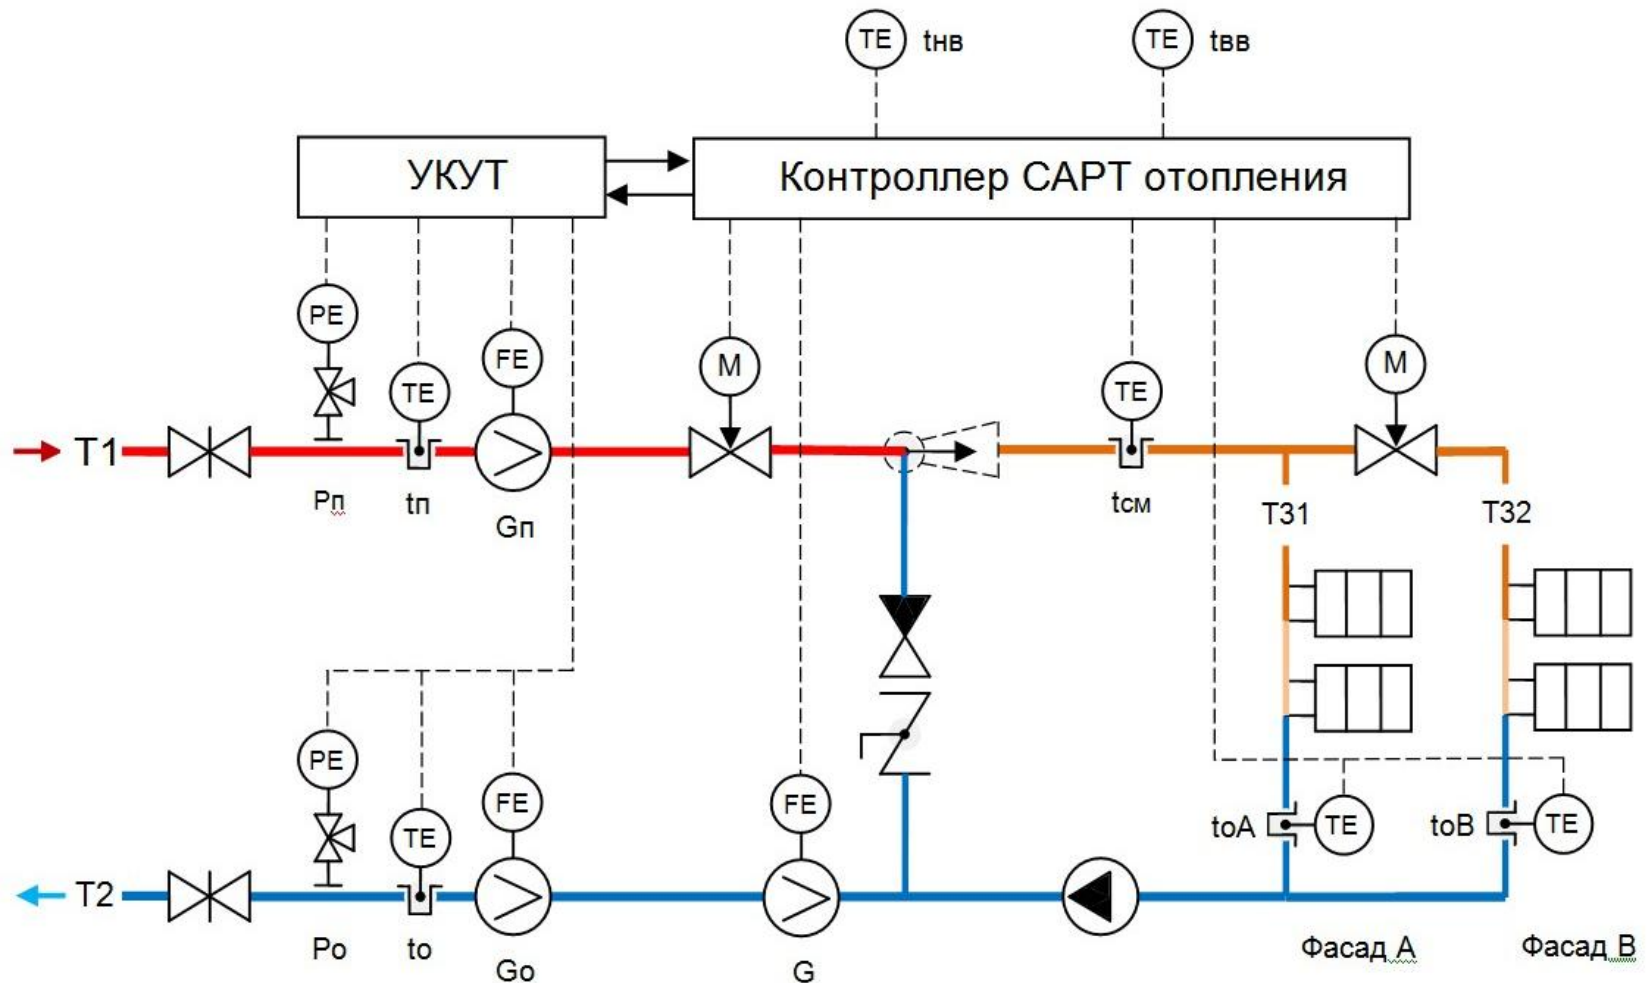 TE tнв TE tвв
УКУТ Контроллер САРТ отопления
PE TE FE M TE M
T1
Pп tп Gп tсм T31 T32
PE TE FE FE toA TE toB TE
T2
Po to Go G Фасад A Фасад B